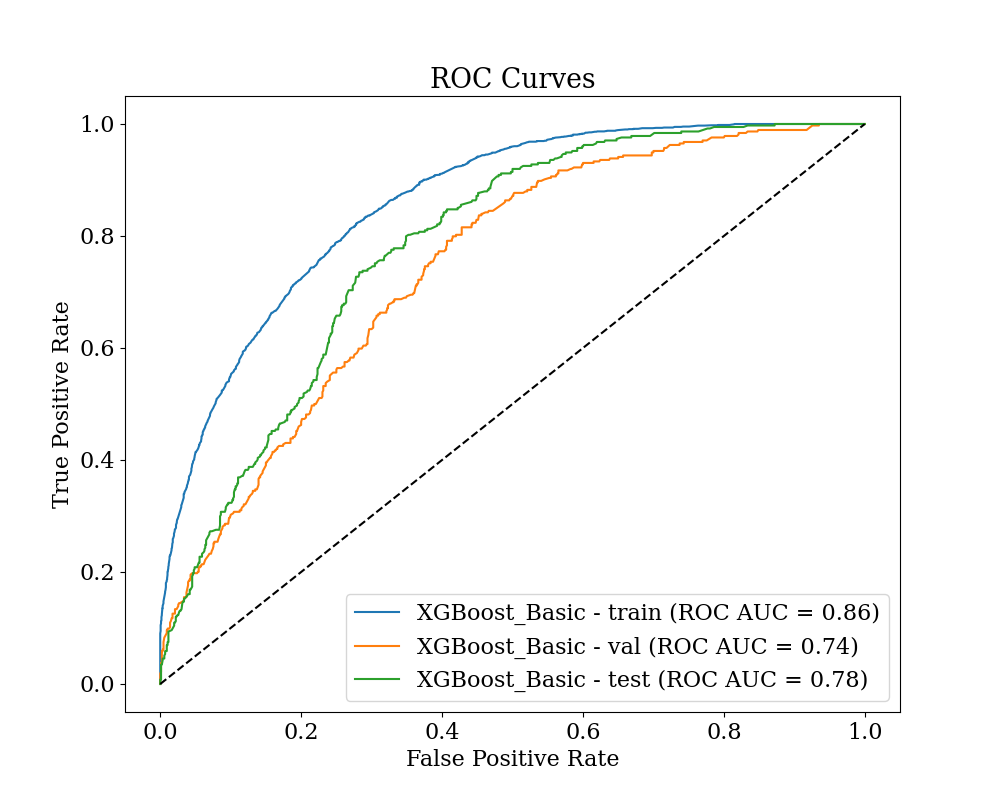 ROC Curves
1.0
0.8
0.6
0.4
0.2
0.0
True Positive Rate
XGBoost_Basic - train (ROC AUC = 0.86)
XGBoost_Basic - val (ROC AUC = 0.74)
XGBoost_Basic - test (ROC AUC = 0.78)
0.0 0.2 0.4 0.6 0.8 1.0
False Positive Rate